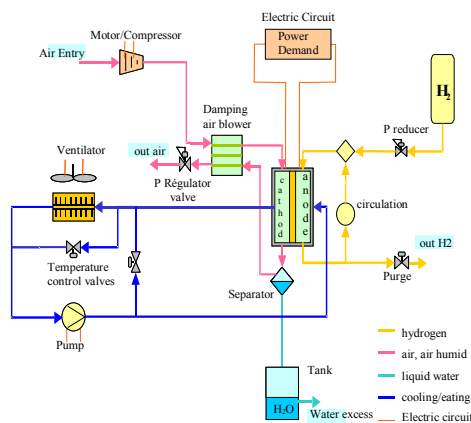 Electric Circuit
Motor/Compressor
Power
Demand
Air Entry
H2
Damping
air blower
P reducer
out air
Ventilator
P Régulator
valve
cathod
anode
circulation
out H2
Temperature
control valves
Purge
Separator
Pump
Tank
H2O
Water excess
hydrogen
air, air humid
liquid water
cooling/eating
Electric circuit